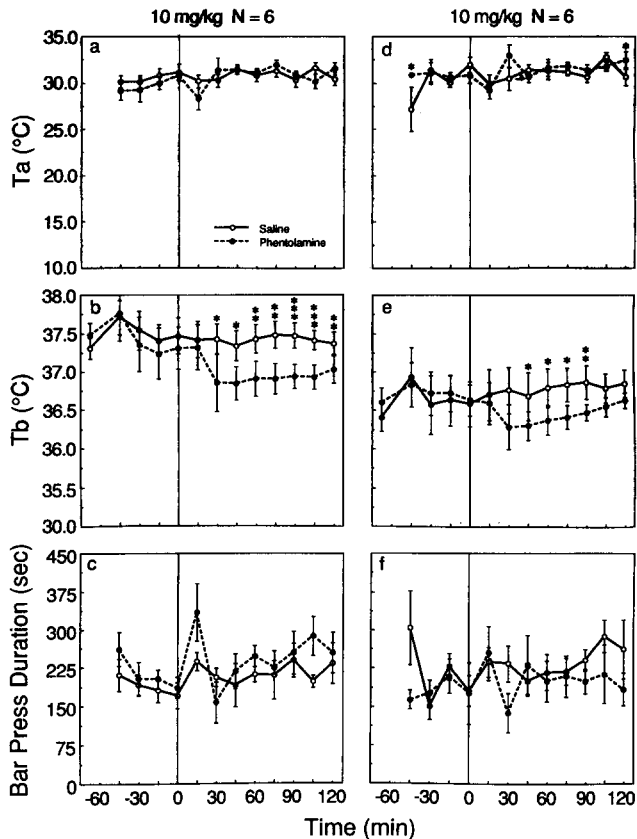 10 mg/kg N = 6
10 mg/kg N = 6
Ta (°C)
35.0
30.0
25.0
20.0
15.0
10.0
a
Saline
Phentolamine
d
*
*
Tb (°C)
38.0
37.5
37.0
36.5
36.0
35.5
30.0
b
* * ** ** *** *** **
e
* * * **
Bar Press Duration (sec)
450
375
300
225
150
75
0
c
f
-60 -30 0 30 60 90 120
-60 -30 0 30 60 90 120
Time (min)